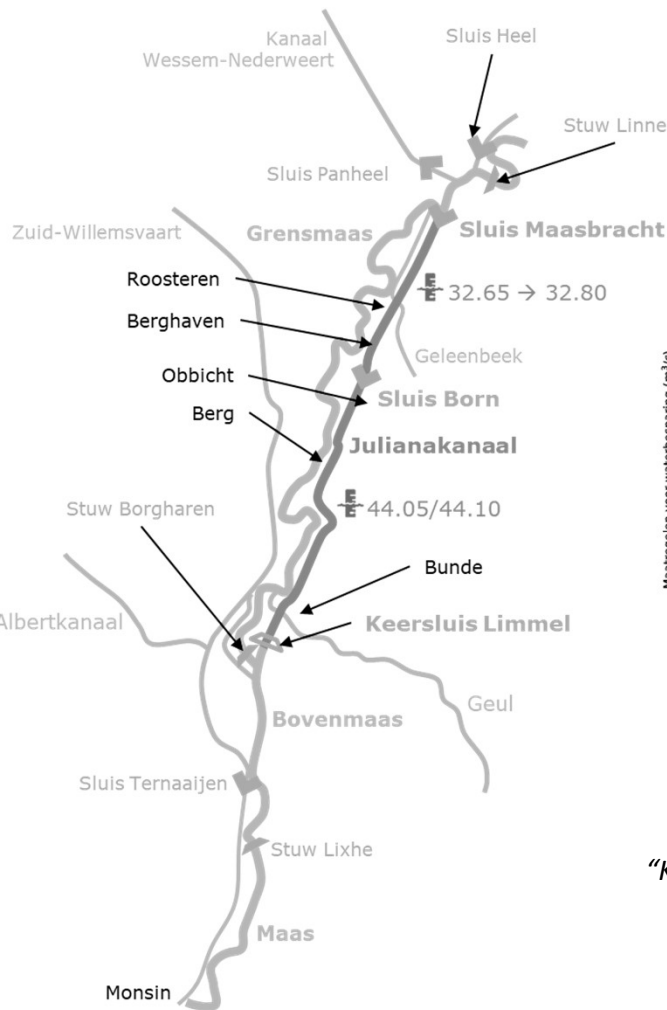 Kanaal
Wessem-Nederweert
Sluis Heel
Stuw Linne
Sluis Panheel
Zuid-Willemsvaart
Grensmaas
Sluis Maasbracht
Roosteren
32.65 → 32.80
Berghaven
Geleenbeek
Obbicht
Sluis Born
Berg
Julianakanaal
Stuw Borgharen
44.05/44.10
Bunde
Albertkanaal
Keersluis Limmel
Geul
Bovenmaas
Sluis Ternaaijen
Stuw Lixhe
Maas
Monsin